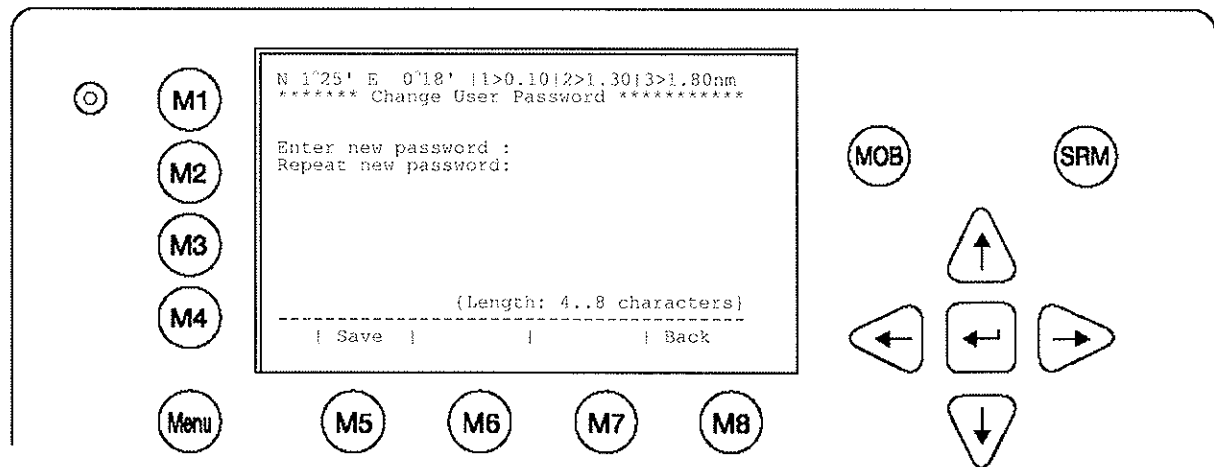 N 1°25' E 0°18' |1>0.10|2>1.30|3>1.80nm
******* Change User Password ***********
Enter new password :
Repeat new password:
(Length: 4..8 characters)
| Save | | | Back
M1
M2
M3
M4
Menu
M5
M6
M7
M8
MOB
SRM